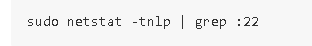 sudo netstat -tnlp | grep :22